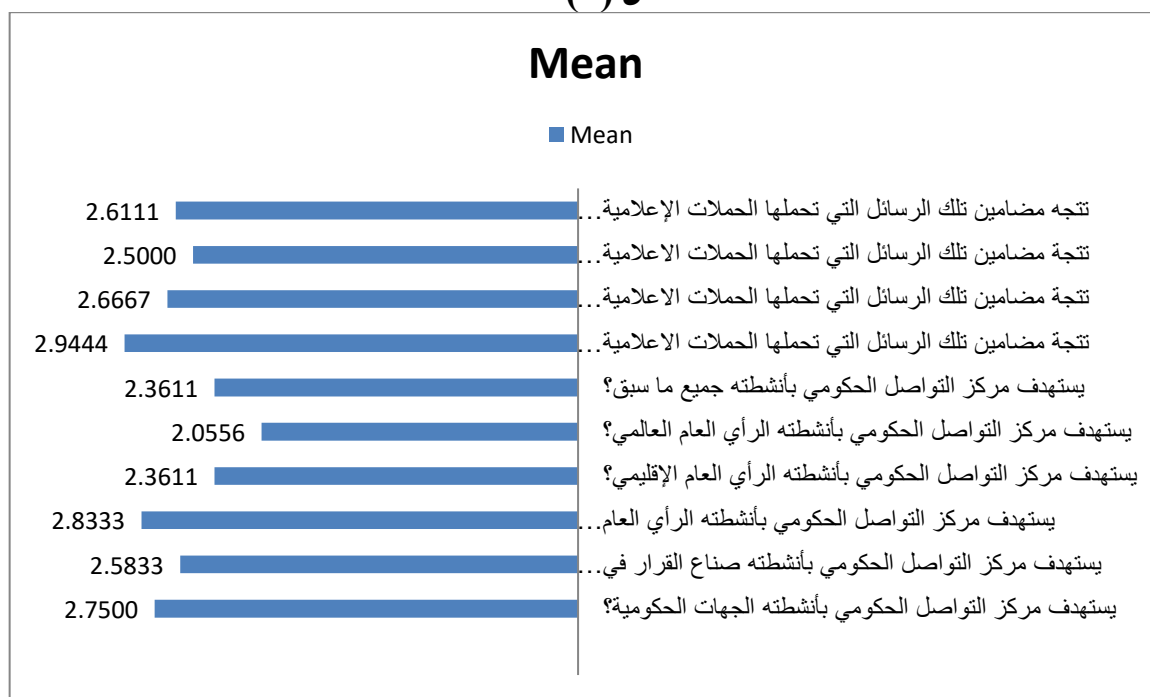 Mean
Mean
تتجه مضامين تلك الرسائل التي تحملها الحملات الإعلامية...
2.6111
تتجة مضامين تلك الرسائل التي تحملها الحملات الاعلامية...
2.5000
تتجة مضامين تلك الرسائل التي تحملها الحملات الاعلامية...
2.6667
تتجة مضامين تلك الرسائل التي تحملها الحملات الاعلامية...
2.9444
يستهدف مركز التواصل الحكومي بأنشطته جميع ما سبق؟
2.3611
يستهدف مركز التواصل الحكومي بأنشطته الرأي العام العالمي؟
2.0556
يستهدف مركز التواصل الحكومي بأنشطته الرأي العام الإقليمي؟
2.3611
يستهدف مركز التواصل الحكومي بأنشطته الرأي العام...
2.8333
يستهدف مركز التواصل الحكومي بأنشطته صناع القرار في...
2.5833
يستهدف مركز التواصل الحكومي بأنشطته الجهات الحكومية؟
2.7500